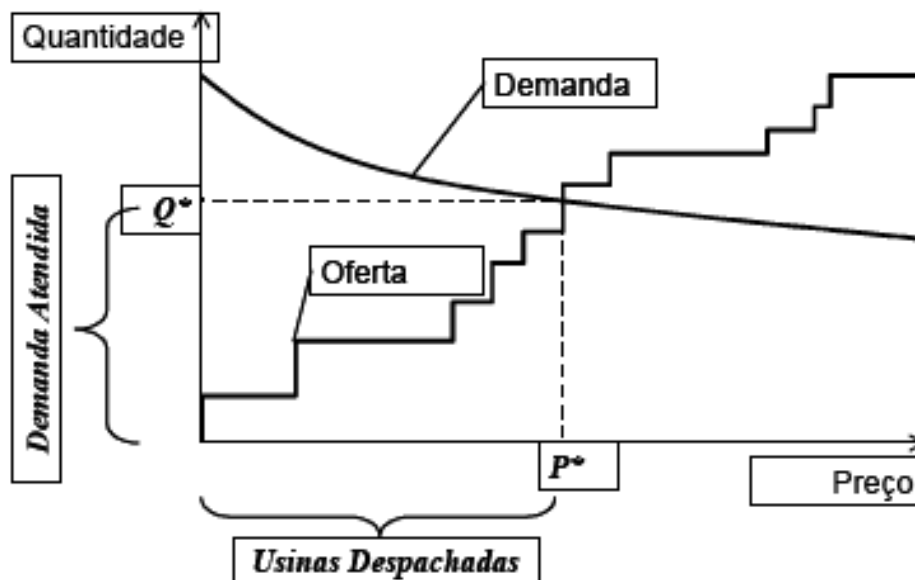 Quantidade
Demanda
Q*
Demanda Atendida
Oferta
P*
Preço
Usinas Despachadas